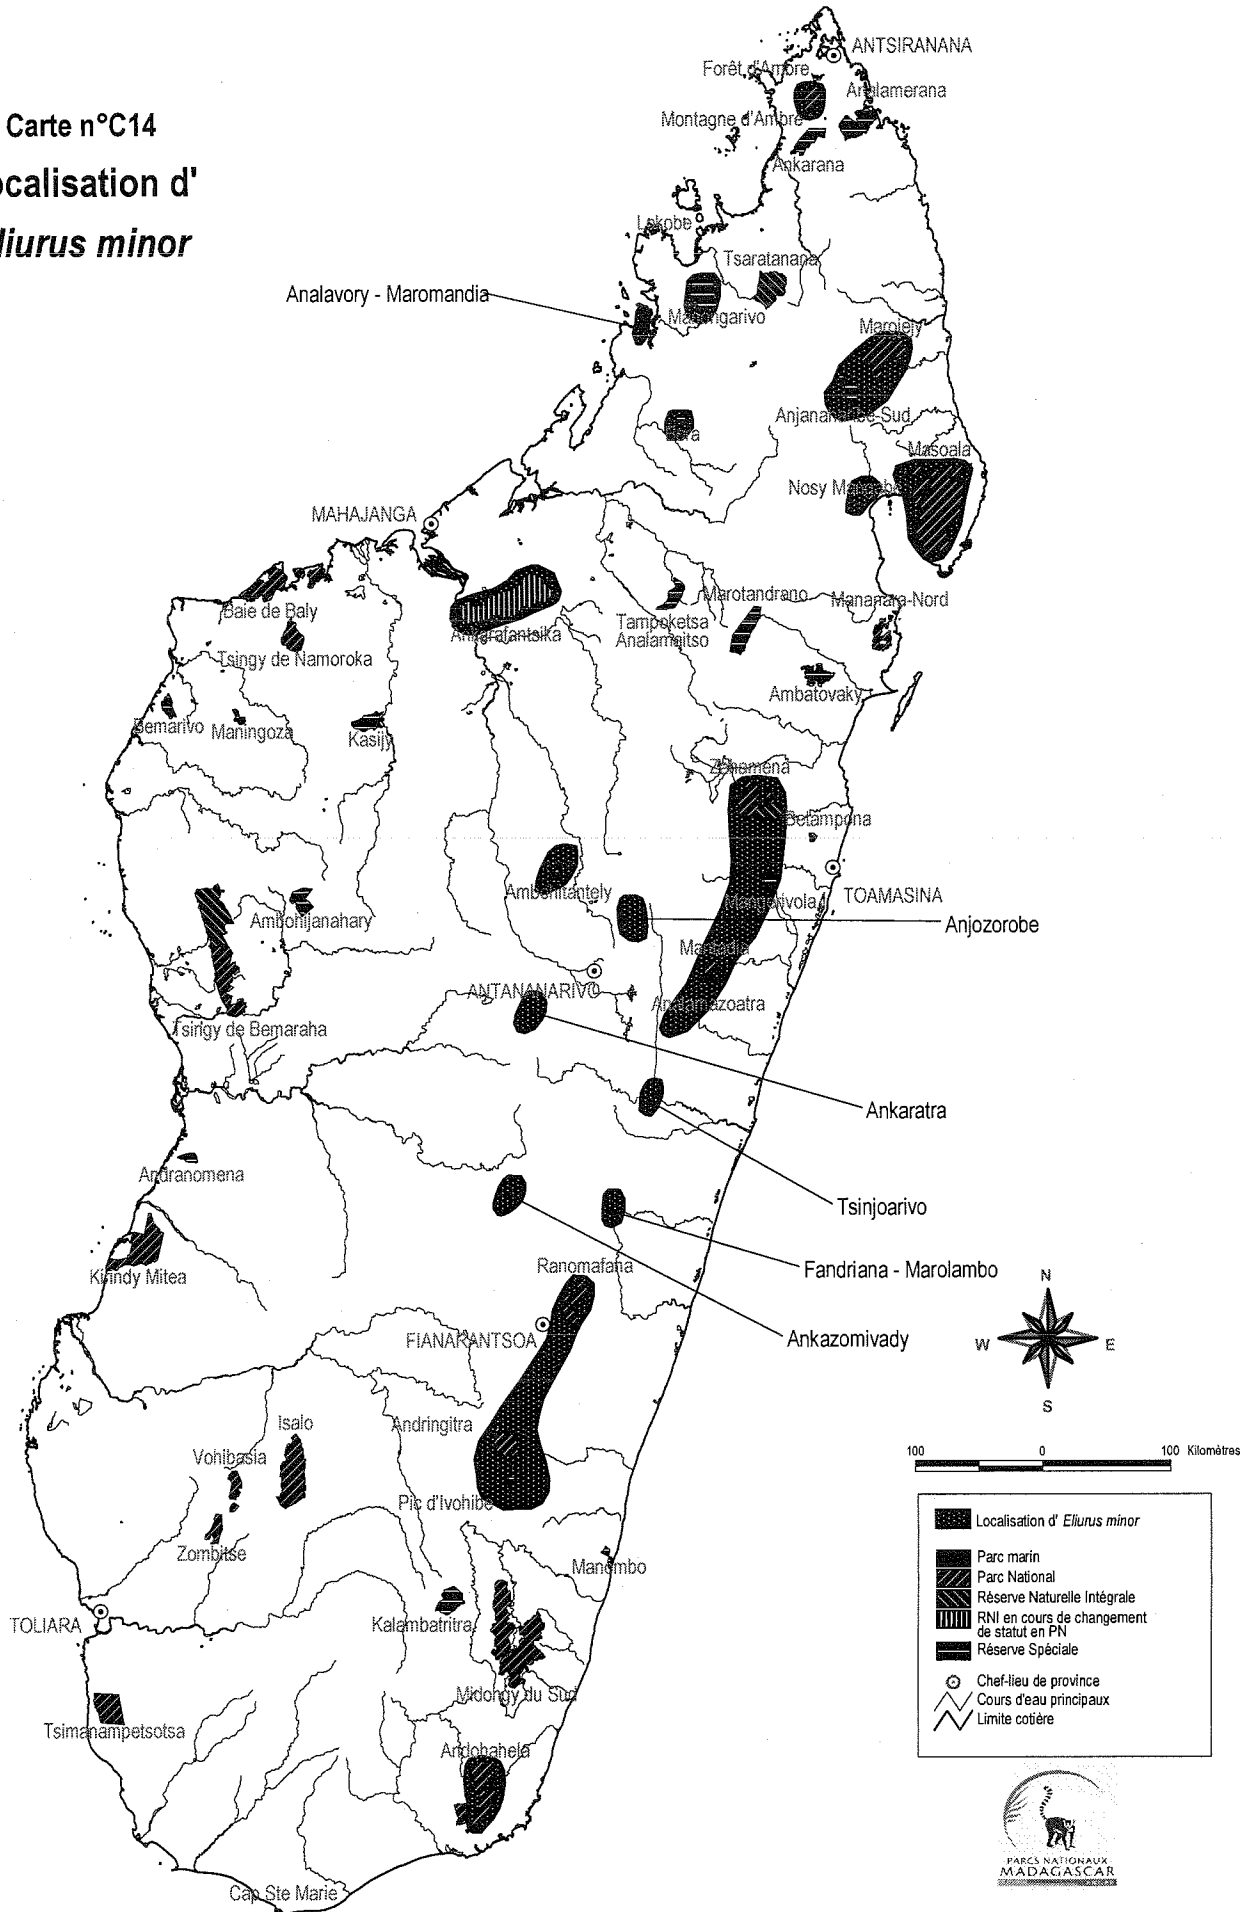 Carte n°C14
ocalisation d'
liurus minor
ANTSIRANANA
Forêt d'Ambre
Analamerana
Montagne d'Ambre
Ankarana
Lokobe
Tsaratanana
Analavory - Maromandia
Manongarivo
Marojejy
Anjanaharibe-Sud
Bora
Masoala
Nosy Mangabe
MAHAJANGA
Baie de Baly
Ankarafantsika
Marotandrano
Mananara-Nord
Tampoketsa
Analamaitso
Tsingy de Namoroka
Ambatovaky
Bemarivo
Maningoza
Kasijy
Zahamena
Betampona
Ambohitantely
Ambohijanahary
Mangerivola
TOAMASINA
Anjozorobe
Mantadia
ANTANANARIVO
Analamazoatra
Tsingy de Bemaraha
Ankaratra
Andranomena
Tsinjoarivo
Kirindy Mitea
Ranomafana
Fandriana - Marolambo
FIANARANTSOA
Ankazomivady
N
W
E
S
Isalo
Andringitra
Vohibasia
100 0 100 Kilomètres
Pic d'Ivohibe
Zombitse
Manombo
Kalambatritra
TOLIARA
Midongy du Sud
Tsimanampetsotsa
Andohahela
Cap Ste Marie
Localisation d' Eliurus minor
Parc marin
Parc National
Réserve Naturelle Intégrale
RNI en cours de changement
de statut en PN
Réserve Spéciale
Chef-lieu de province
Cours d'eau principaux
Limite cotière
PARCS NATIONAUX
MADAGASCAR